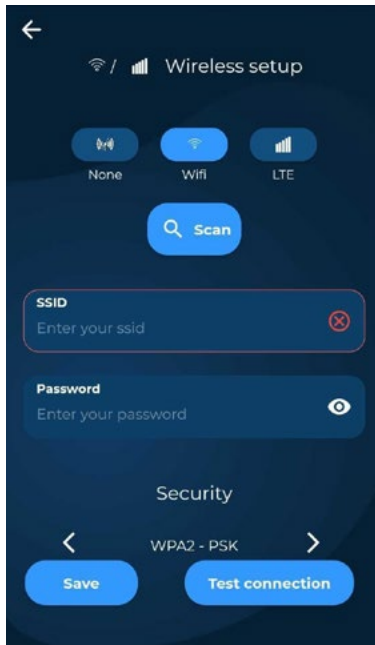 / Wireless setup
None Wifi LTE
Scan
SSID
Enter your ssid
Password
Enter your password
Security
WPA2 - PSK
Save Test connection